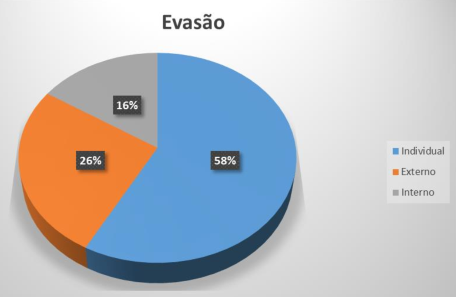 Evasão
16%
26%
58%
Individual
Externo
Interno